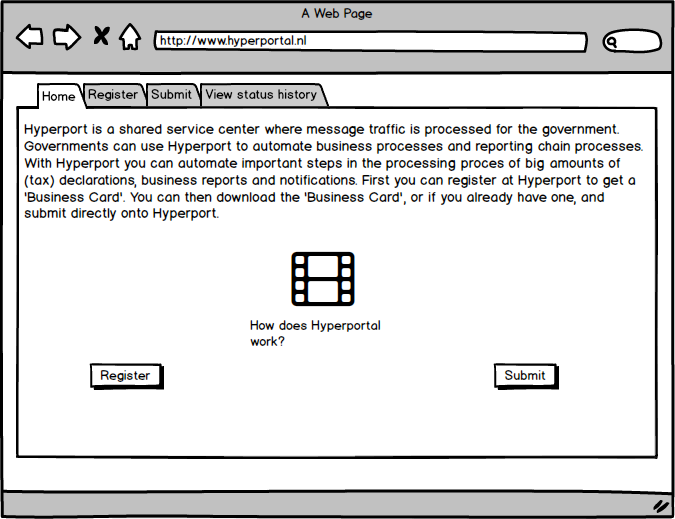 A Web Page
http://www.hyperportal.nl
Home
Register
Submit
View status history
Hyperport is a shared service center where message traffic is processed for the government.
Governments can use Hyperport to automate business processes and reporting chain processes.
With Hyperport you can automate important steps in the processing proces of big amounts of
(tax) declarations, business reports and notifications. First you can register at Hyperport to get a
'Business Card'. You can then download the 'Business Card', or if you already have one, and
submit directly onto Hyperport.
How does Hyperportal
work?
Register
Submit